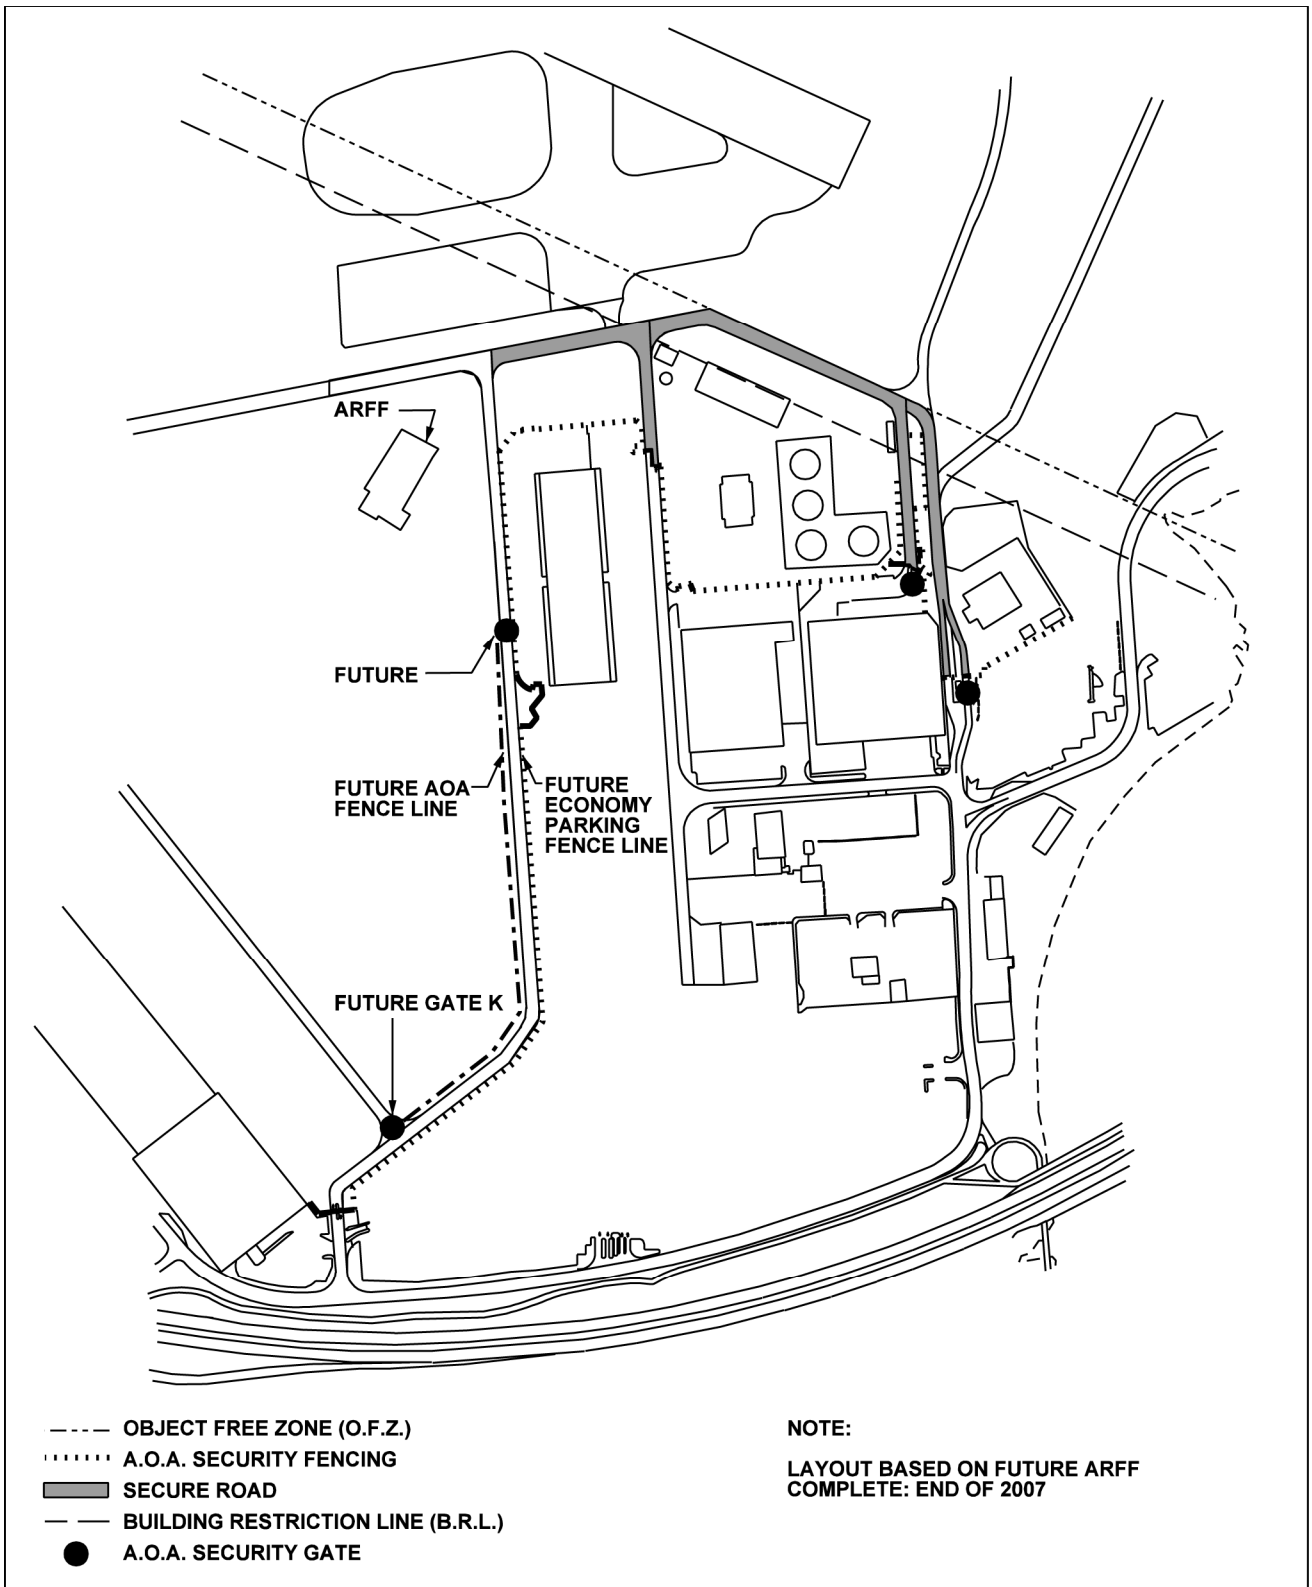 ARFF
FUTURE
FUTURE AOA
FENCE LINE
FUTURE
ECONOMY
PARKING
FENCE LINE
FUTURE GATE K
OBJECT FREE ZONE (O.F.Z.)
A.O.A. SECURITY FENCING
SECURE ROAD
BUILDING RESTRICTION LINE (B.R.L.)
A.O.A. SECURITY GATE
NOTE:
LAYOUT BASED ON FUTURE ARFF
COMPLETE: END OF 2007